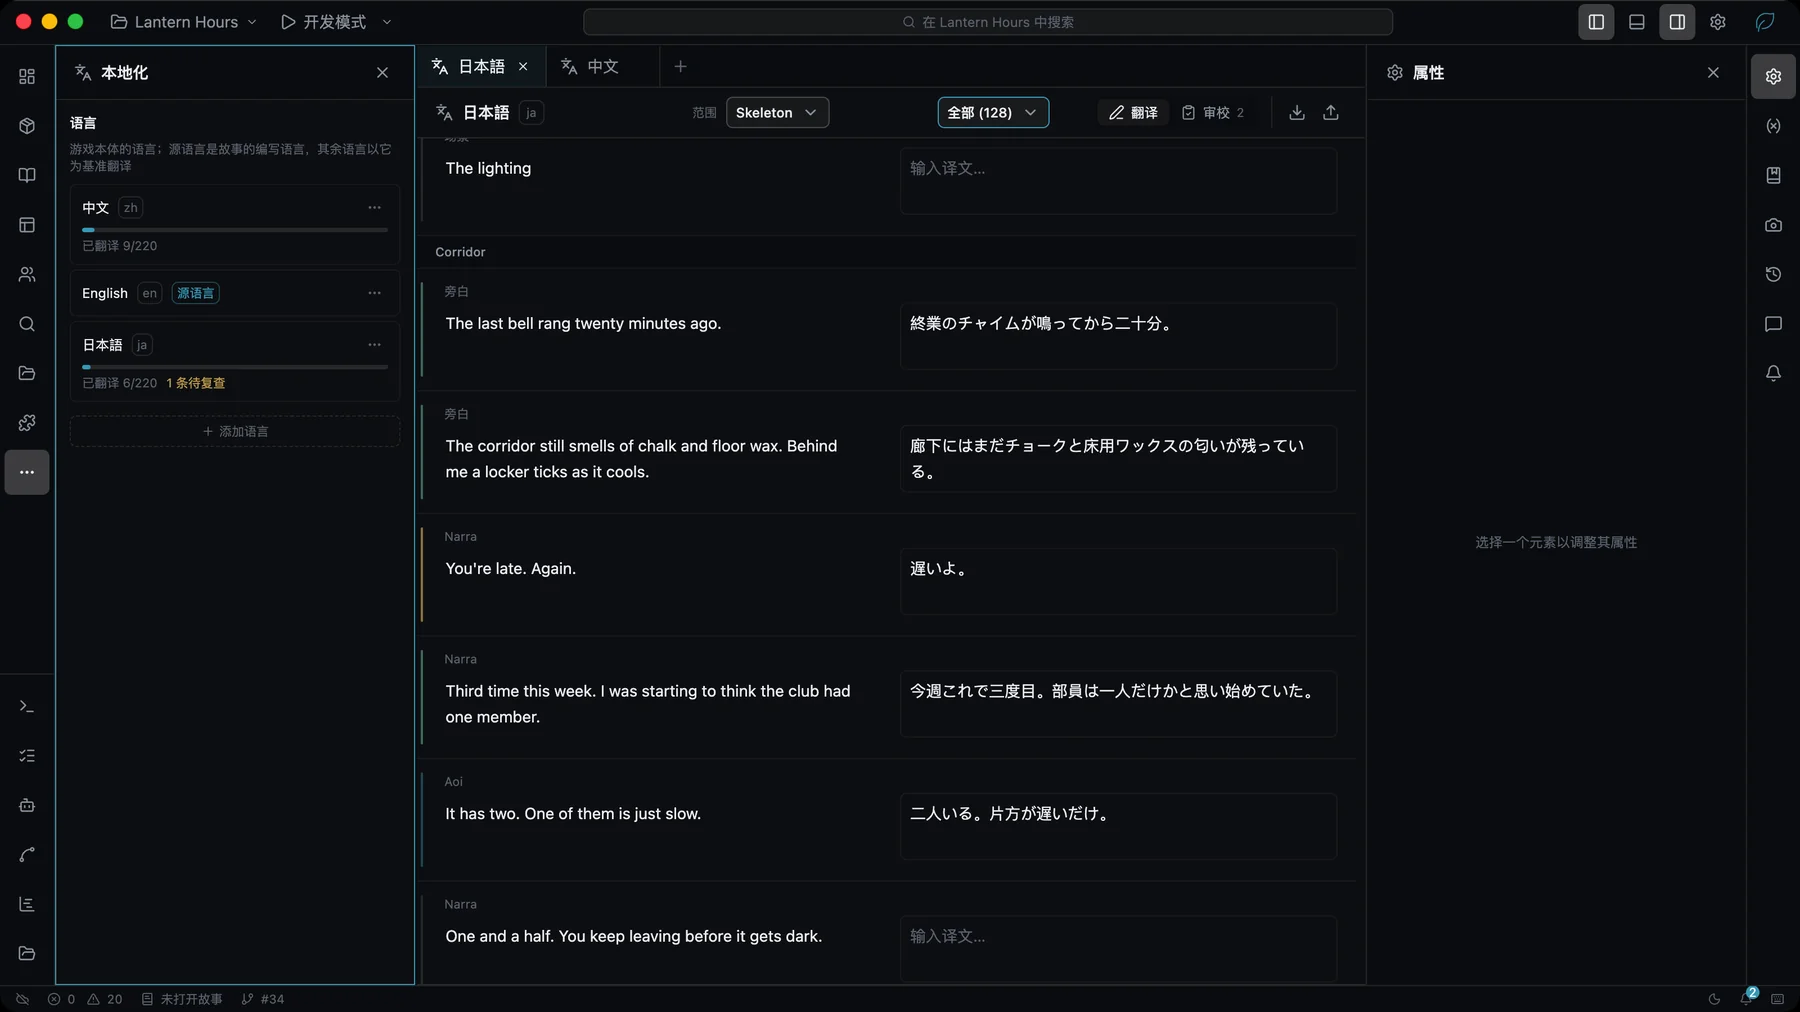 Lantern Hours
开发模式
在 Lantern Hours 中搜索
本地化
语言
游戏本体的语言；源语言是故事的编写语言，其余语言以它
为基准翻译
中文 zh
已翻译 9/220
English en 源语言
日本語 ja
已翻译 6/220 1 条待复查
+ 添加语言
日本語
中文
日本語 ja
范围 Skeleton
全部 (128)
翻译
审校 2
The lighting
输入译文...
Corridor
旁白
The last bell rang twenty minutes ago.
終業のチャイムが鳴ってから二十分。
旁白
The corridor still smells of chalk and floor wax. Behind
me a locker ticks as it cools.
廊下にはまだチョークと床用ワックスの匂いが残ってい
る。
Narra
You're late. Again.
遅いよ。
Narra
Third time this week. I was starting to think the club had
one member.
今週これで三度目。部員は一人だけかと思い始めていた。
Aoi
It has two. One of them is just slow.
二人いる。片方が遅いだけ。
Narra
One and a half. You keep leaving before it gets dark.
输入译文...
属性
选择一个元素以调整其属性
0
20
未打开故事
#34
2